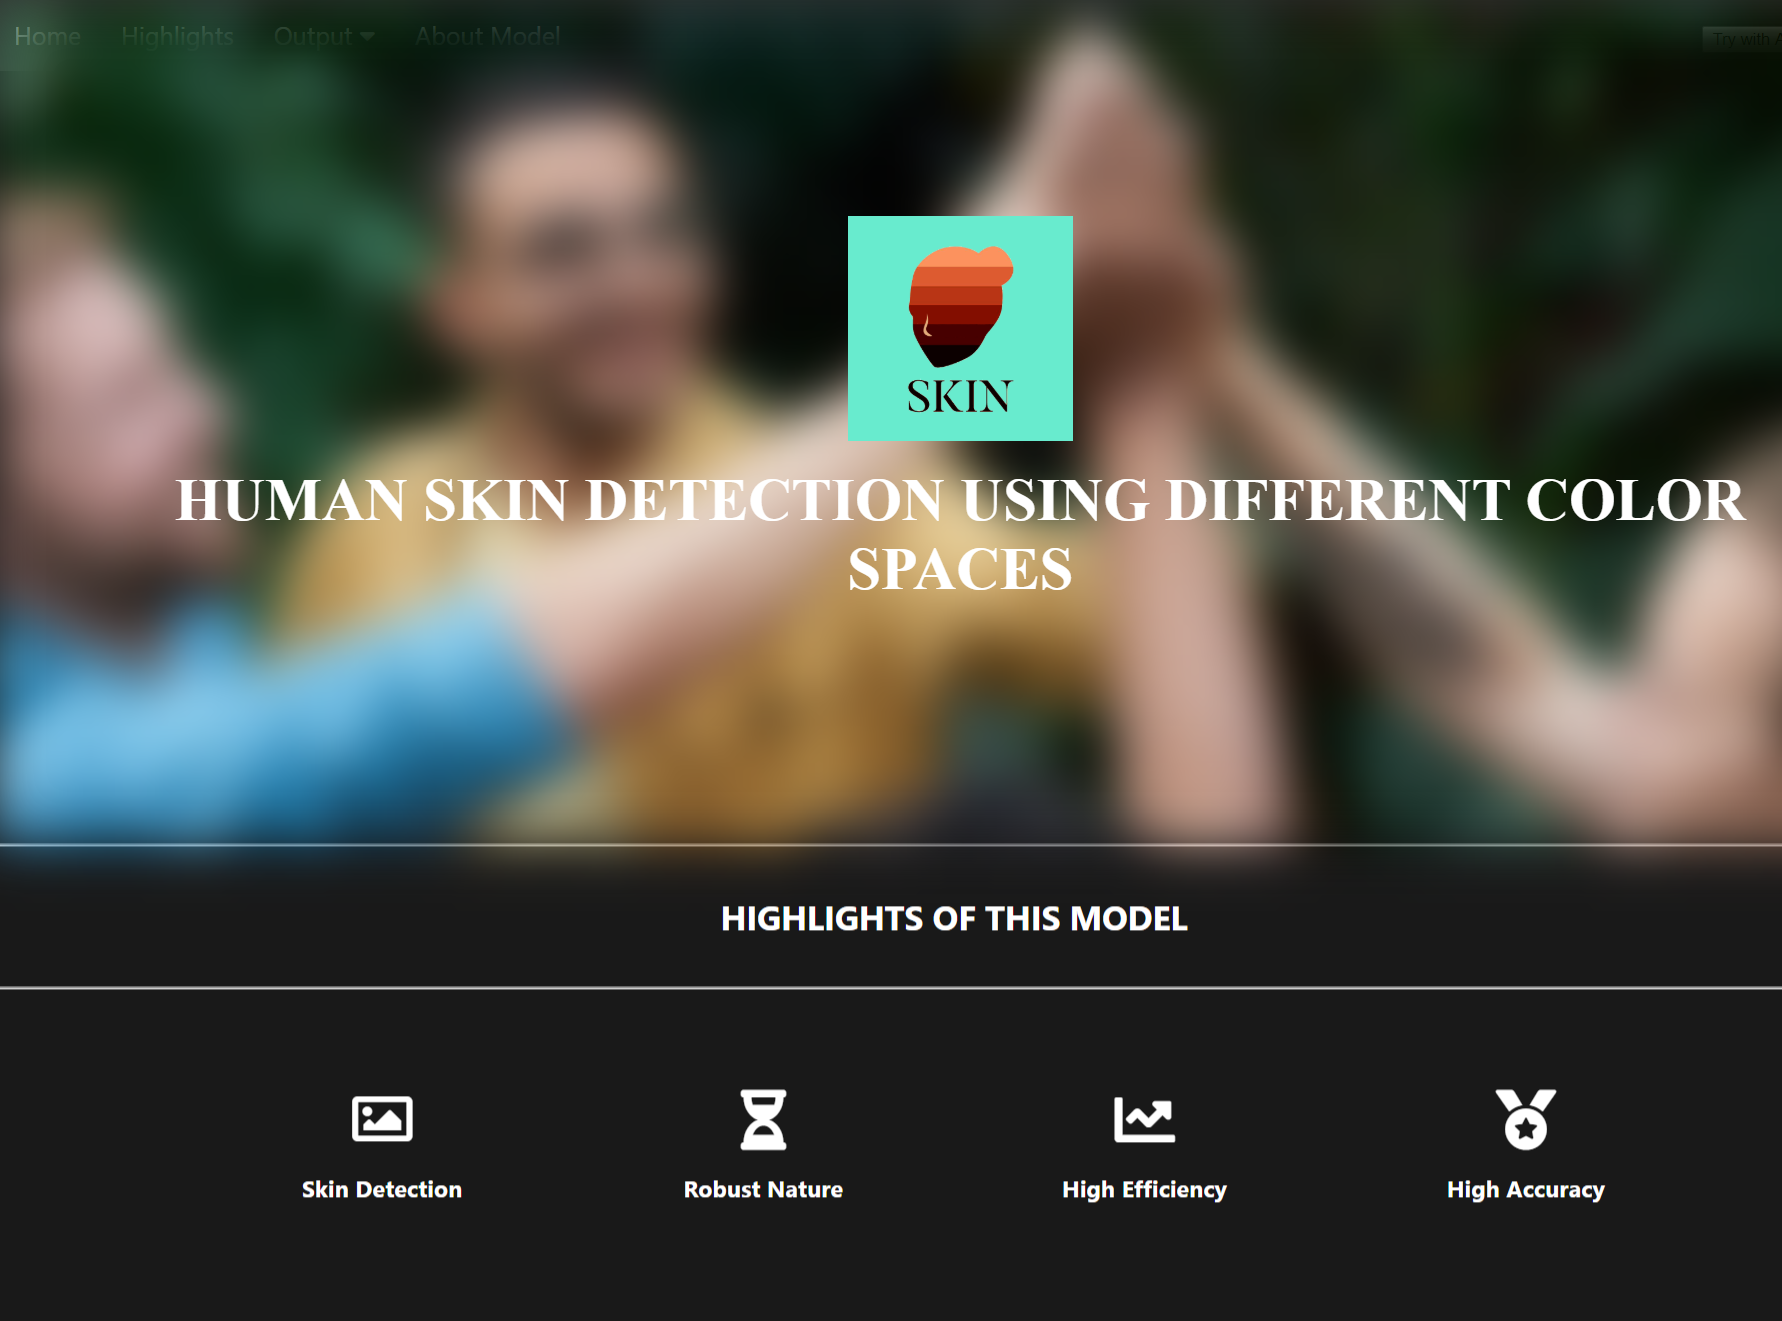 Home Highlights Output About Model
Try with
SKIN
HUMAN SKIN DETECTION USING DIFFERENT COLOR
SPACES
HIGHLIGHTS OF THIS MODEL
Skin Detection Robust Nature High Efficiency High Accuracy